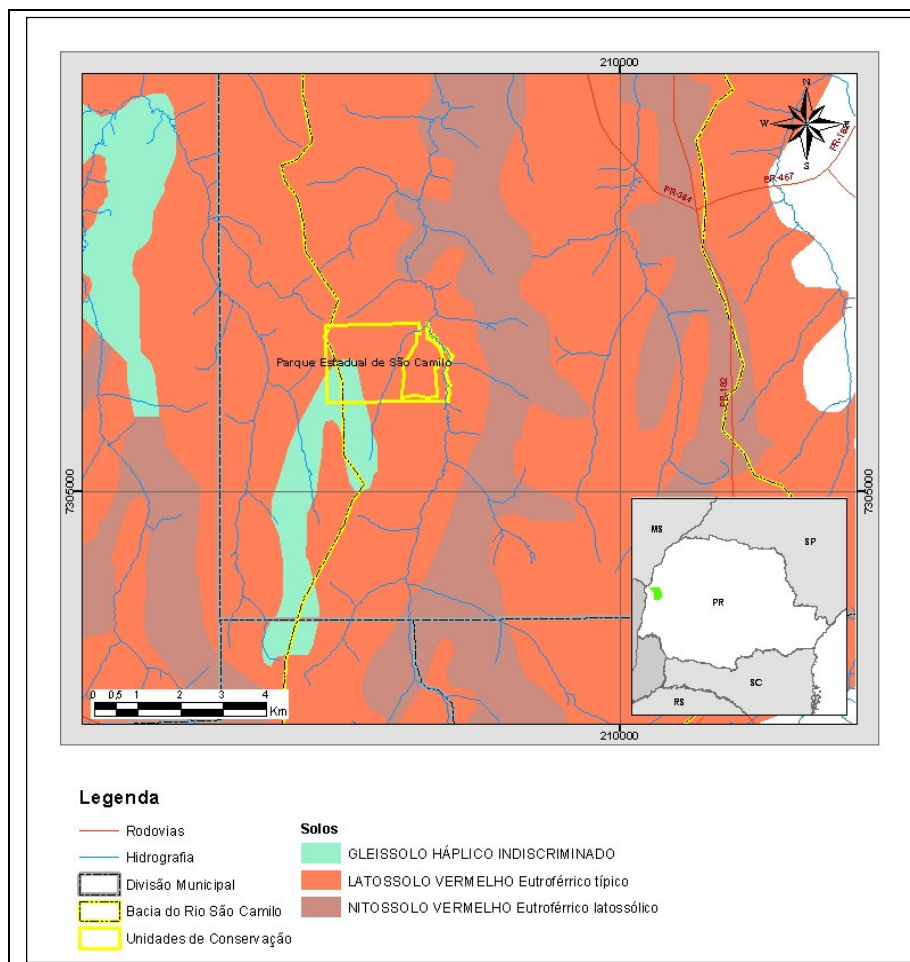 210000
N
W
S
PR-182
BR-467
PR-364
Parque Estadual de São Camilo
PR-182
7305000
7305000
MS
SP
PR
SC
RS
0 0,5 1 2 3 4
Km
210000
Legenda
Rodovias
Hidrografia
Divisão Municipal
Bacia do Rio São Camilo
Unidades de Conservação
Solos
GLEISSOLO HÁPLICO INDISCRIMINADO
LATOSSOLO VERMELHO Eutroférrico típico
NITOSSOLO VERMELHO Eutroférrico latossólico